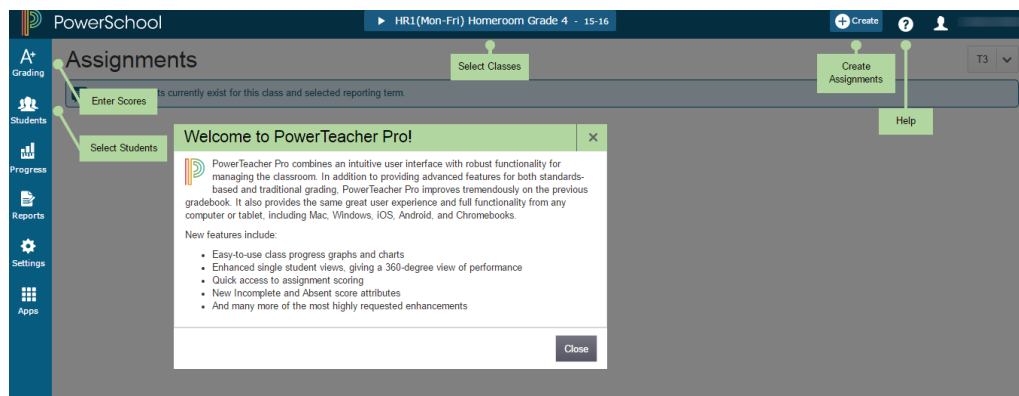 PowerSchool
HR1(Mon-Fri) Homeroom Grade 4 - 15-16
Create
?
A+
Grading
Assignments
Select Classes
Create
Assignments
T3
ts currently exist for this class and selected reporting term.
Enter Scores
Help
Students
Select Students
Welcome to PowerTeacher Pro!
×
PowerTeacher Pro combines an intuitive user interface with robust functionality for
managing the classroom. In addition to providing advanced features for both standards-
based and traditional grading, PowerTeacher Pro improves tremendously on the previous
gradebook. It also provides the same great user experience and full functionality from any
computer or tablet, including Mac, Windows, iOS, Android, and Chromebooks.
New features include:
• Easy-to-use class progress graphs and charts
• Enhanced single student views, giving a 360-degree view of performance
• Quick access to assignment scoring
• New Incomplete and Absent score attributes
• And many more of the most highly requested enhancements
Close
Progress
Reports
Settings
Apps